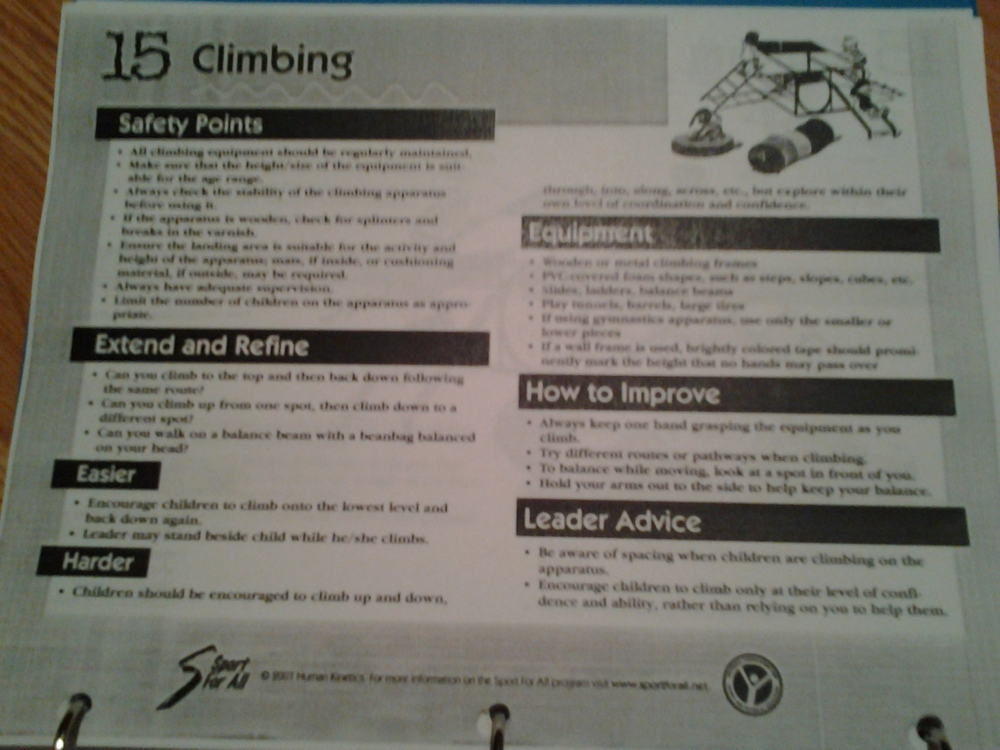 15 Climbing
Safety Points
• All climbing equipment should be regularly maintained.
• Make sure that the height/size of the equipment is suit-
able for the age range.
• Always check the stability of the climbing apparatus
before using it.
• If the apparatus is wooden, check for splinters and
breaks in the varnish.
• Ensure the landing area is suitable for the activity and
height of the apparatus; mats, if inside, or cushioning
material, if outside, may be required.
• Always have adequate supervision.
• Limit the number of children on the apparatus as appro-
priate.
Extend and Refine
• Can you climb to the top and then back down following
the same route?
• Can you climb up from one spot, then climb down to a
different spot?
• Can you walk on a balance beam with a beanbag balanced
on your head?
Easier
• Encourage children to climb onto the lowest level and
back down again.
• Leader may stand beside child while he/she climbs.
Harder
• Children should be encouraged to climb up and down,
through, into, along, across, etc., but explore within their
own level of coordination and confidence.
Equipment
• Wooden or metal climbing frames
• PVC-covered foam shapes, such as steps, slopes, cubes, etc.
• Slides, ladders, balance beams
• Play tunnels, barrels, large tires
• If using gymnastics apparatus, use only the smaller or
lower pieces
• If a wall frame is used, brightly colored tape should promi-
nently mark the height that no hands may pass over
How to Improve
• Always keep one hand grasping the equipment as you
climb.
• Try different routes or pathways when climbing.
• To balance while moving, look at a spot in front of you.
• Hold your arms out to the side to help keep your balance.
Leader Advice
• Be aware of spacing when children are climbing on the
apparatus.
• Encourage children to climb only at their level of confi-
dence and ability, rather than relying on you to help them.
Sport
For All
© 2007 Human Kinetics. For more information on the Sport For All program visit www.sportforall.net.